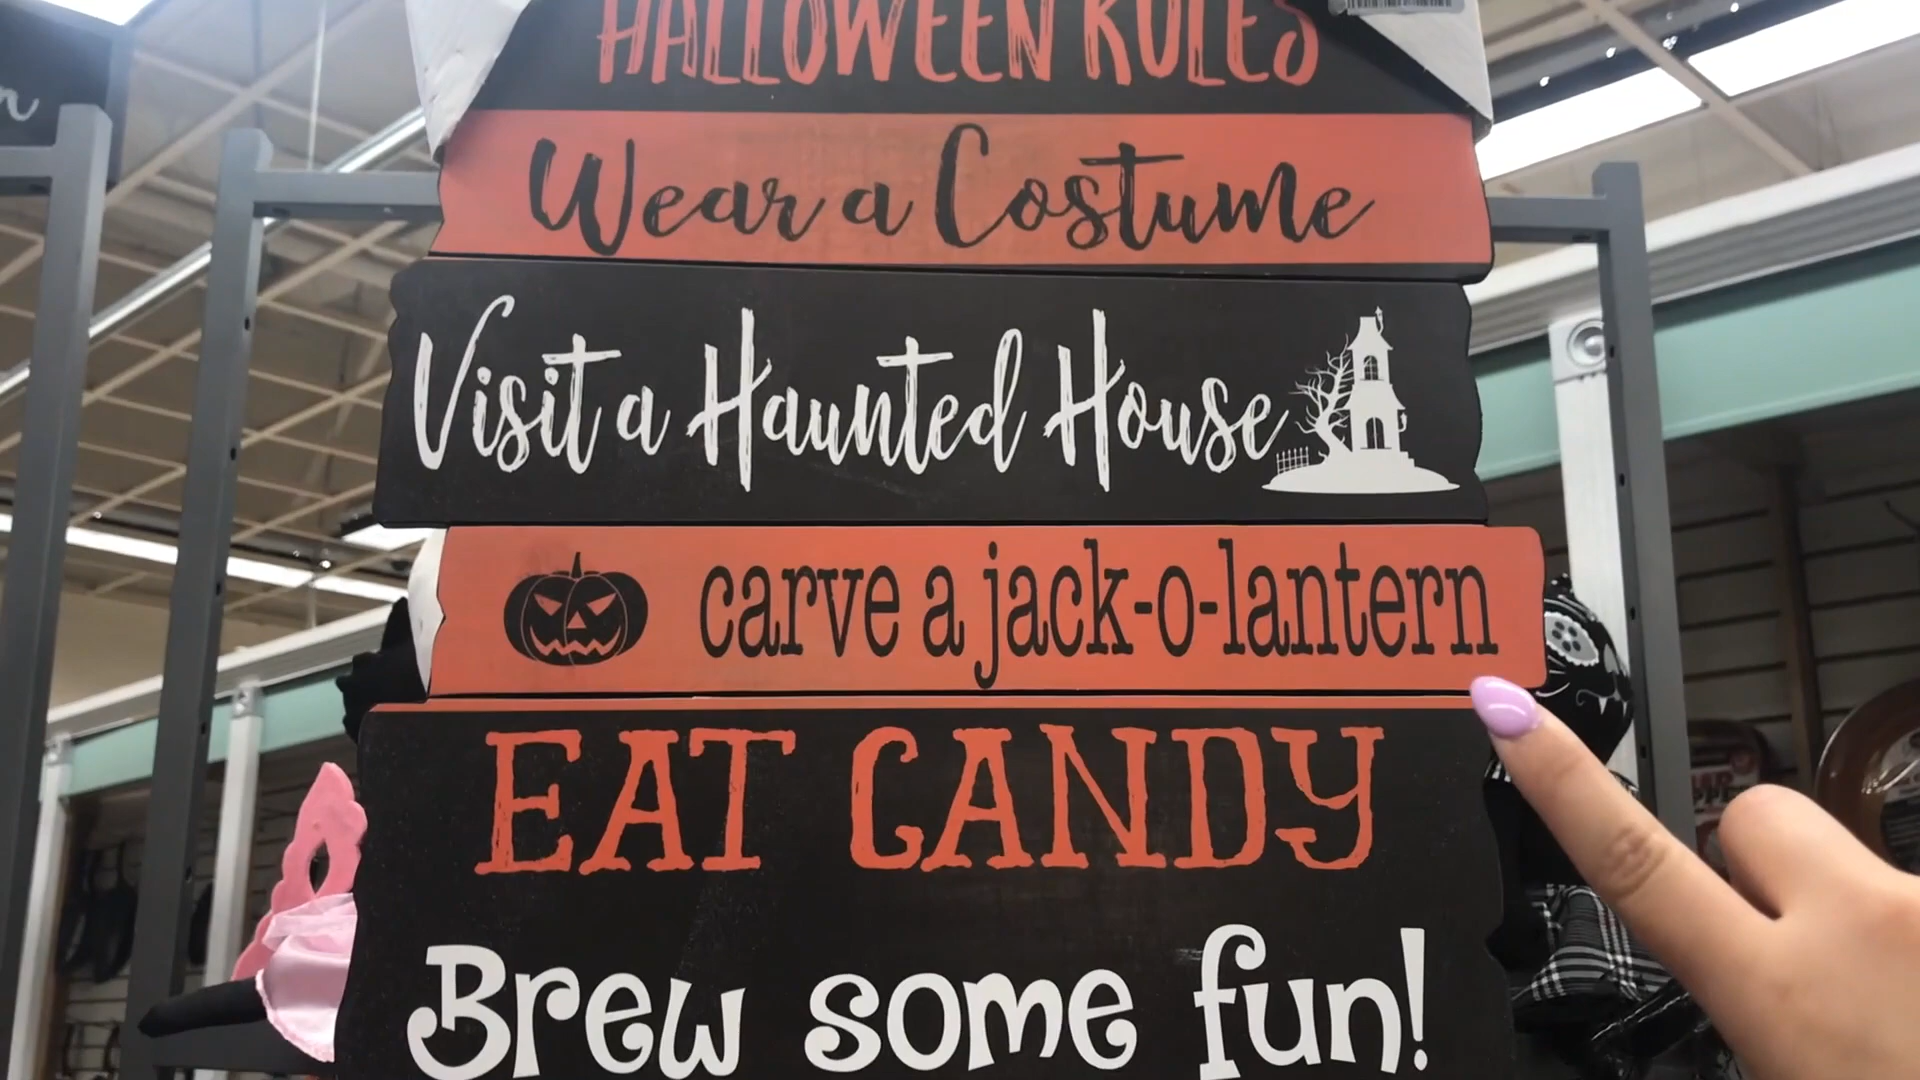 HALLOWEEN RULES
Wear a Costume
Visit a Haunted House
carve a jack-o-lantern
EAT CANDY
Brew some fun!